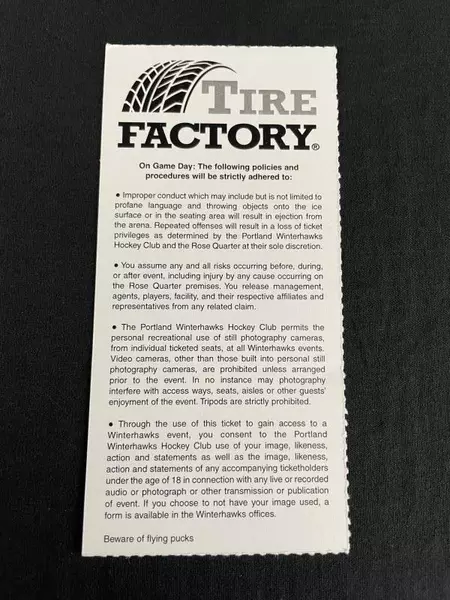 TIRE
FACTORY®
On Game Day: The following policies and
procedures will be strictly adhered to:
• Improper conduct which may include but is not limited to
profane language and throwing objects onto the ice
surface or in the seating area will result in ejection from
the arena. Repeated offenses will result in a loss of ticket
privileges as determined by the Portland Winterhawks
Hockey Club and the Rose Quarter at their sole discretion.
• You assume any and all risks occurring before, during,
or after event, including injury by any cause occurring on
the Rose Quarter premises. You release management,
agents, players, facility, and their respective affiliates and
representatives from any related claim.
• The Portland Winterhawks Hockey Club permits the
personal recreational use of still photography cameras,
from individual ticketed seats, at all Winterhawks events.
Video cameras, other than those built into personal still
photography cameras, are prohibited unless arranged
prior to the event. In no instance may photography
interfere with access ways, seats, aisles or other guests'
enjoyment of the event. Tripods are strictly prohibited.
• Through the use of this ticket to gain access to a
Winterhawks event, you consent to the Portland
Winterhawks Hockey Club use of your image, likeness,
action and statements as well as the image, likeness,
action and statements of any accompanying ticketholders
under the age of 18 in connection with any live or recorded
audio or photograph or other transmission or publication
of event. If you choose to not have your image used, a
form is available in the Winterhawks offices.
Beware of flying pucks